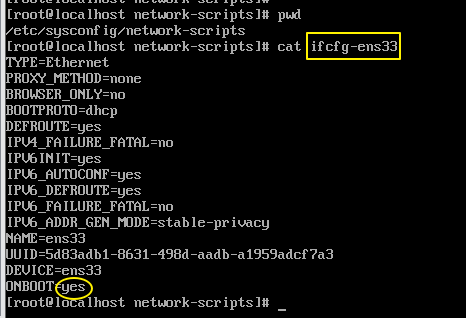 [root@localhost network-scripts]# pwd
/etc/sysconfig/network-scripts
[root@localhost network-scripts]# cat ifcfg-ens33
TYPE=Ethernet
PROXY_METHOD=none
BROWSER_ONLY=no
BOOTPROTO=dhcp
DEFROUTE=yes
IPV4_FAILURE_FATAL=no
IPV6INIT=yes
IPV6_AUTOCONF=yes
IPV6_DEFROUTE=yes
IPV6_FAILURE_FATAL=no
IPV6_ADDR_GEN_MODE=stable-privacy
NAME=ens33
UUID=5d83adb1-8631-498d-aadb-a1959adcf7a3
DEVICE=ens33
ONBOOT=yes
[root@localhost network-scripts]# _